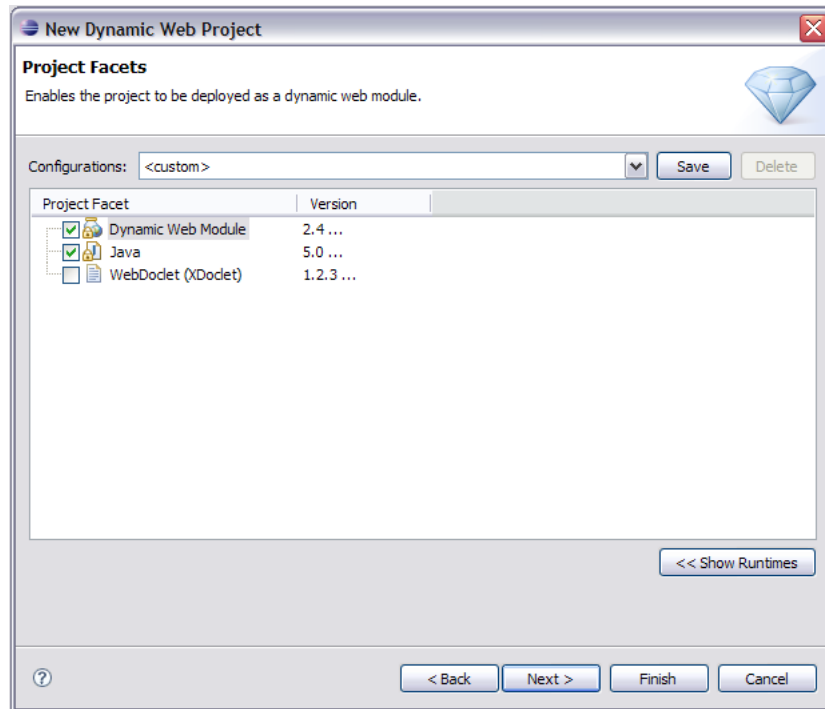 New Dynamic Web Project
Project Facets
Enables the project to be deployed as a dynamic web module.
Configurations: <custom> Save Delete
Project Facet Version
Dynamic Web Module 2.4 ...
Java 5.0 ...
WebDoclet (XDoclet) 1.2.3 ...
<< Show Runtimes
? < Back Next > Finish Cancel